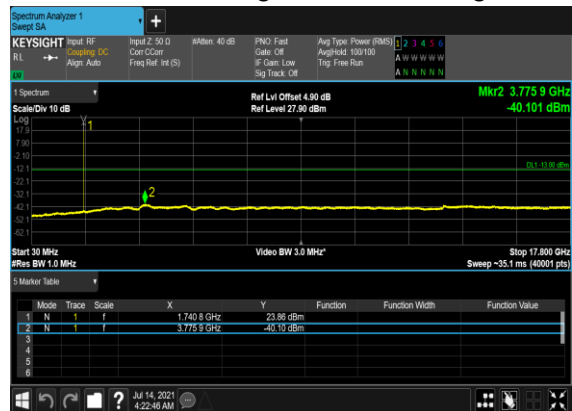 Spectrum Analyzer 1
Swept SA
+
KEYSIGHT Input: RF Input Z: 50 Ω #Atten: 40 dB PNO: Fast Avg Type: Power (RMS) 1 2 3 4 5 6
RL Coupling: DC Corr CCorr Gate: Off Avg|Hold: 100/100 A W W W W W
Align: Auto Freq Ref: Int (S) IF Gain: Low Trig: Free Run
Sig Track: Off A N N N N N
1 Spectrum Ref Lvl Offset 4.90 dB Mkr2 3.775 9 GHz
Scale/Div 10 dB Ref Level 27.90 dBm -40.101 dBm
Log
17.9 1
7.90
-2.10
-12.1 DL1 -13.00 dBm
-22.1
-32.1 2
-42.1
-52.1
-62.1
Start 30 MHz Video BW 3.0 MHz* Stop 17.800 GHz
#Res BW 1.0 MHz Sweep ~35.1 ms (40001 pts)
5 Marker Table
Mode Trace Scale X Y Function Function Width Function Value
1 N 1 f 1.740 8 GHz 23.86 dBm
2 N 1 f 3.775 9 GHz -40.10 dBm
3
4
5
6
? Jul 14, 2021
4:22:46 AM